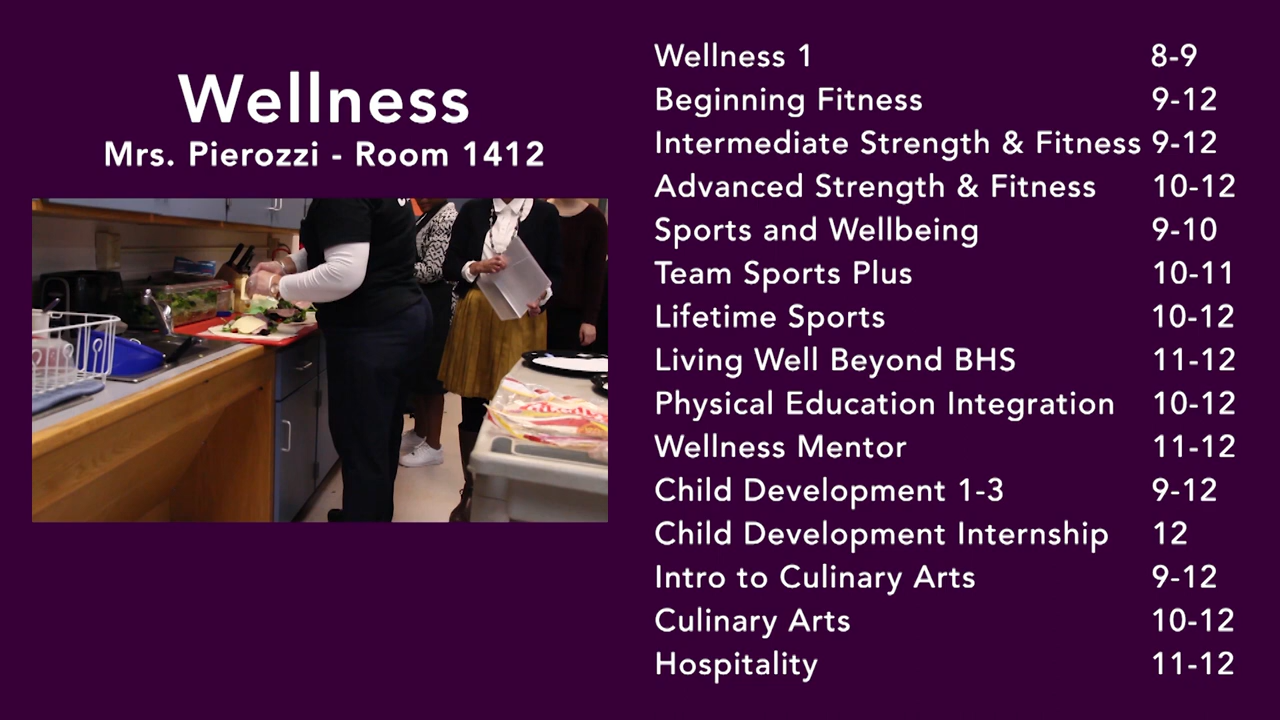 Wellness
Mrs. Pierozzi - Room 1412
Wellness 1 8-9
Beginning Fitness 9-12
Intermediate Strength & Fitness 9-12
Advanced Strength & Fitness 10-12
Sports and Wellbeing 9-10
Team Sports Plus 10-11
Lifetime Sports 10-12
Living Well Beyond BHS 11-12
Physical Education Integration 10-12
Wellness Mentor 11-12
Child Development 1-3 9-12
Child Development Internship 12
Intro to Culinary Arts 9-12
Culinary Arts 10-12
Hospitality 11-12